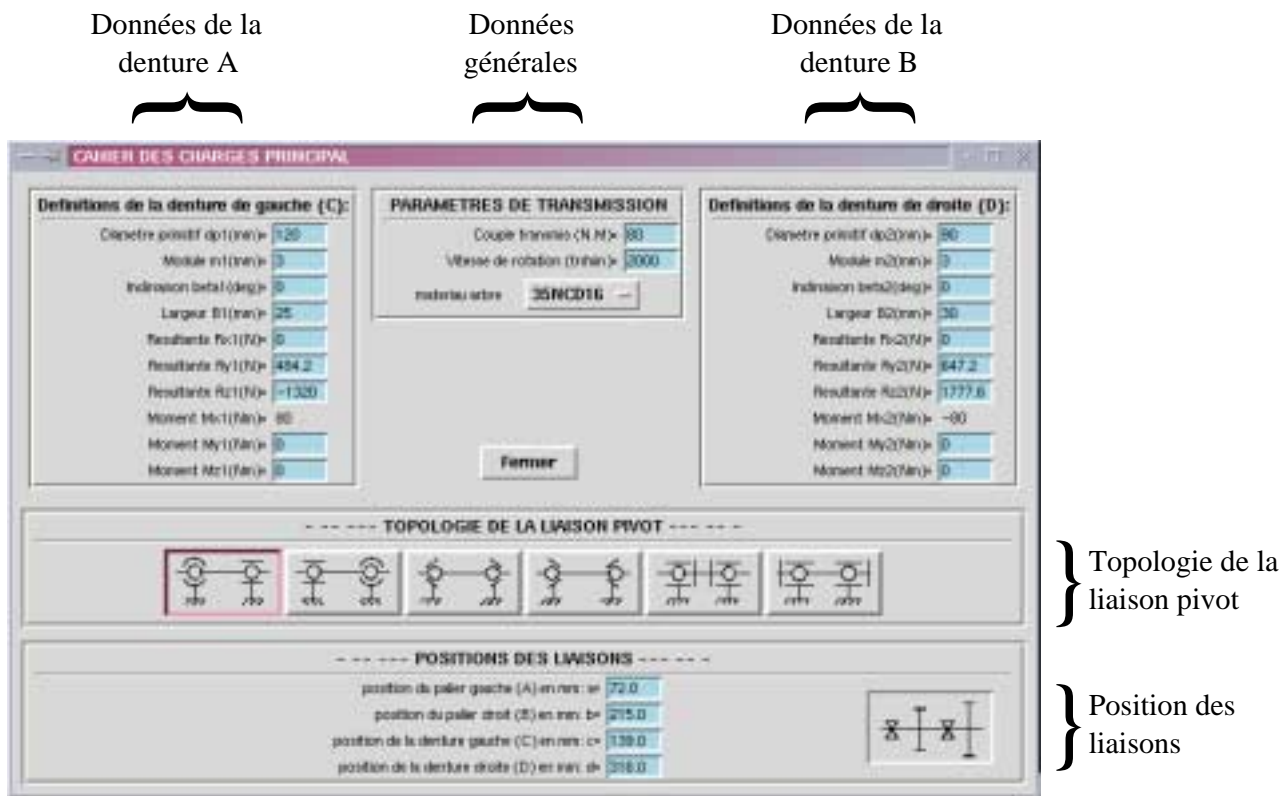 Données de la
denture A
Données
générales
Données de la
denture B
CAHIER DES CHARGES PRINCIPAL
Definitions de la denture de gauche (C):
Diametre primitif dp1(mm)= 120
Module m1(mm)= 3
Inclinaison beta1(deg)= 0
Largeur B1(mm)= 25
Resultante Rx1(N)= 0
Resultante Ry1(N)= 484.2
Resultante Rz1(N)= -1320
Moment Mx1(Nm)= 80
Moment My1(Nm)= 0
Moment Mz1(Nm)= 0
PARAMETRES DE TRANSMISSION
Couple transmis (N.M)= 80
Vitesse de rotation (tr/min)= 2000
materiau arbre 35NCD16
Fermer
Definitions de la denture de droite (D):
Diametre primitif dp2(mm)= 90
Module m2(mm)= 3
Inclinaison beta2(deg)= 0
Largeur B2(mm)= 30
Resultante Rx2(N)= 0
Resultante Ry2(N)= 647.2
Resultante Rz2(N)= 1777.6
Moment Mx2(Nm)= -80
Moment My2(Nm)= 0
Moment Mz2(Nm)= 0
- -- --- TOPOLOGIE DE LA LIAISON PIVOT --- -- -
Topologie de la
liaison pivot
- -- --- POSITIONS DES LIAISONS --- -- -
position du palier gauche (A) en mm: a= 72.0
position du palier droit (B) en mm: b= 215.0
position de la denture gauche (C) en mm: c= 139.0
position de la denture droite (D) en mm: d= 318.0
Position des
liaisons